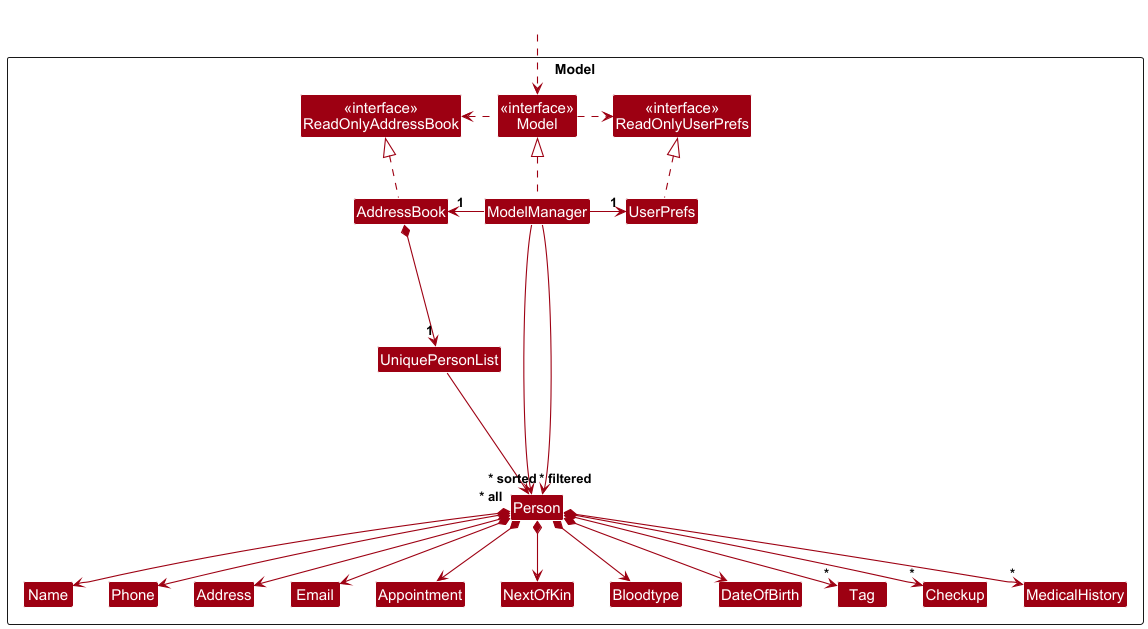 Model
«interface»
ReadOnlyAddressBook
«interface»
Model
«interface»
ReadOnlyUserPrefs
AddressBook
1
ModelManager
1
UserPrefs
1
UniquePersonList
* sorted
* filtered
* all
Person
*
*
*
Name
Phone
Address
Email
Appointment
NextOfKin
Bloodtype
DateOfBirth
Tag
Checkup
MedicalHistory